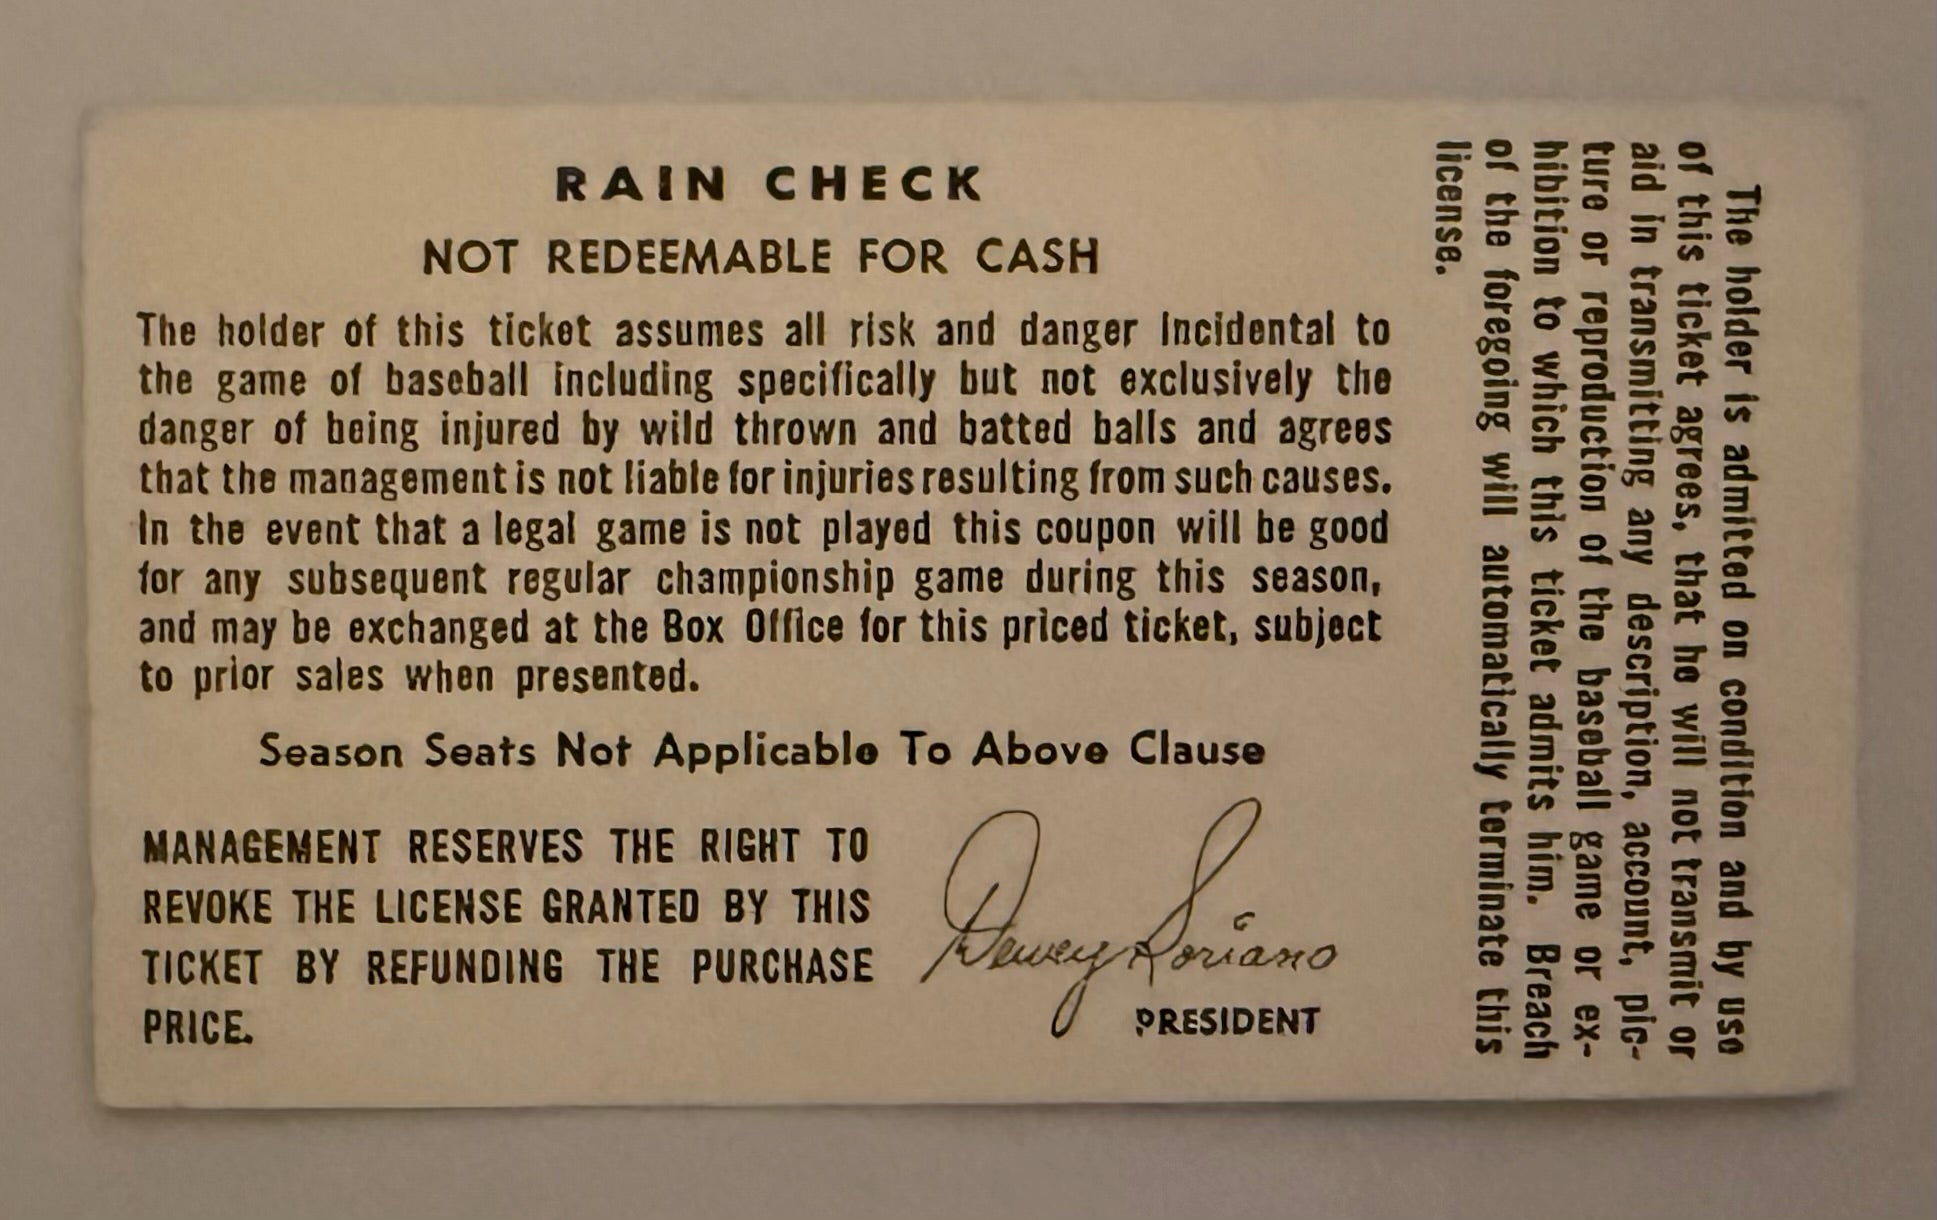 RAIN CHECK
NOT REDEEMABLE FOR CASH
The holder of this ticket assumes all risk and danger incidental to
the game of baseball including specifically but not exclusively the
danger of being injured by wild thrown and batted balls and agrees
that the management is not liable for injuries resulting from such causes.
In the event that a legal game is not played this coupon will be good
for any subsequent regular championship game during this season,
and may be exchanged at the Box Office for this priced ticket, subject
to prior sales when presented.
Season Seats Not Applicable To Above Clause
MANAGEMENT RESERVES THE RIGHT TO
REVOKE THE LICENSE GRANTED BY THIS
TICKET BY REFUNDING THE PURCHASE
PRICE.
Dewey Soriano
PRESIDENT
The holder is admitted on condition and by use
of this ticket agrees, that he will not transmit or
aid in transmitting any description, account, pic-
ture or reproduction of the baseball game or ex-
hibition to which this ticket admits him. Breach
of the foregoing will automatically terminate this
license.